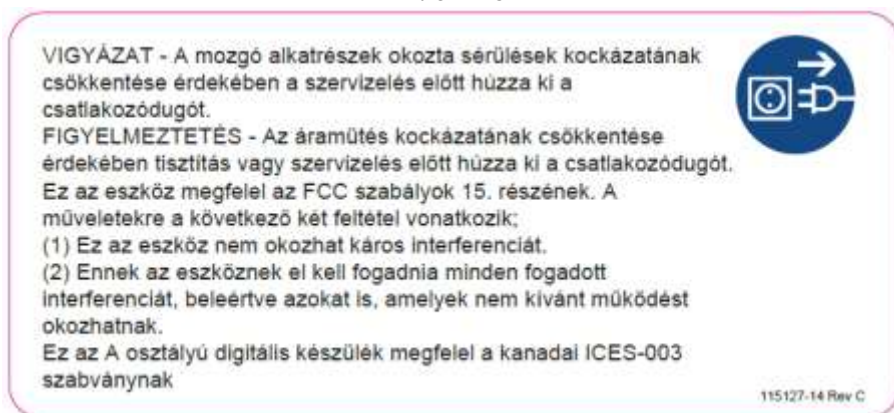 VIGYÁZAT - A mozgó alkatrészek okozta sérülések kockázatának
csökkentése érdekében a szervizelés előtt húzza ki a
csatlakozódugót.
FIGYELMEZTETÉS - Az áramütés kockázatának csökkentése
érdekében tisztítás vagy szervizelés előtt húzza ki a csatlakozódugót.
Ez az eszköz megfelel az FCC szabályok 15. részének. A
műveletekre a következő két feltétel vonatkozik;
(1) Ez az eszköz nem okozhat káros interferenciát.
(2) Ennek az eszköznek el kell fogadnia minden fogadott
interferenciát, beleértve azokat is, amelyek nem kívánt működést
okozhatnak.
Ez az A osztályú digitális készülék megfelel a kanadai ICES-003
szabványnak
115127-14 Rev C